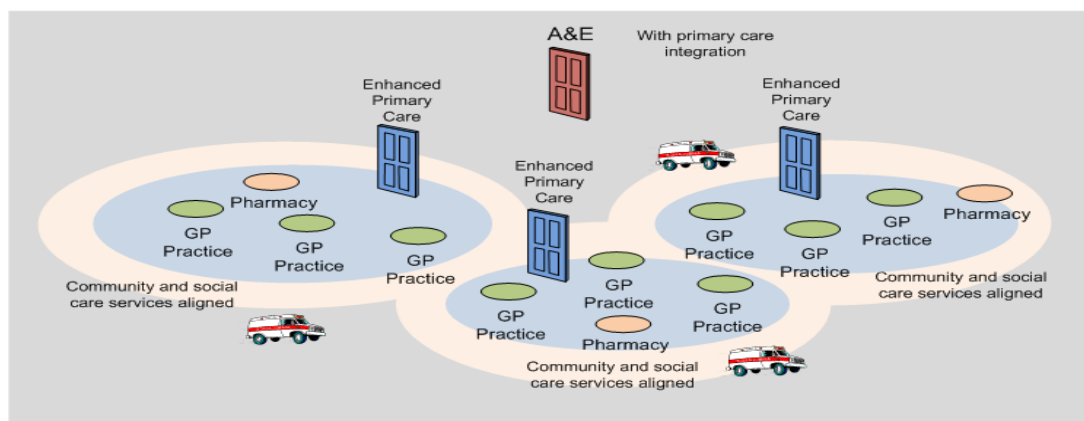 A&E
With primary care
integration
Enhanced
Primary
Care
Enhanced
Primary
Care
Enhanced
Primary
Care
Pharmacy
GP
Practice
GP
Practice
GP
Practice
Community and social
care services aligned
GP
Practice
GP
Practice
GP
Practice
Pharmacy
Community and social
care services aligned
GP
Practice
GP
Practice
GP
Practice
Pharmacy
Community and social
care services aligned